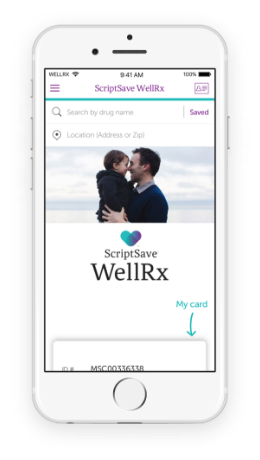 WELLRX 9:41 AM 100%
ScriptSave WellRx
Search by drug name Saved
Location (Address or Zip)
ScriptSave
WellRx
My card
ID # MSC00336338